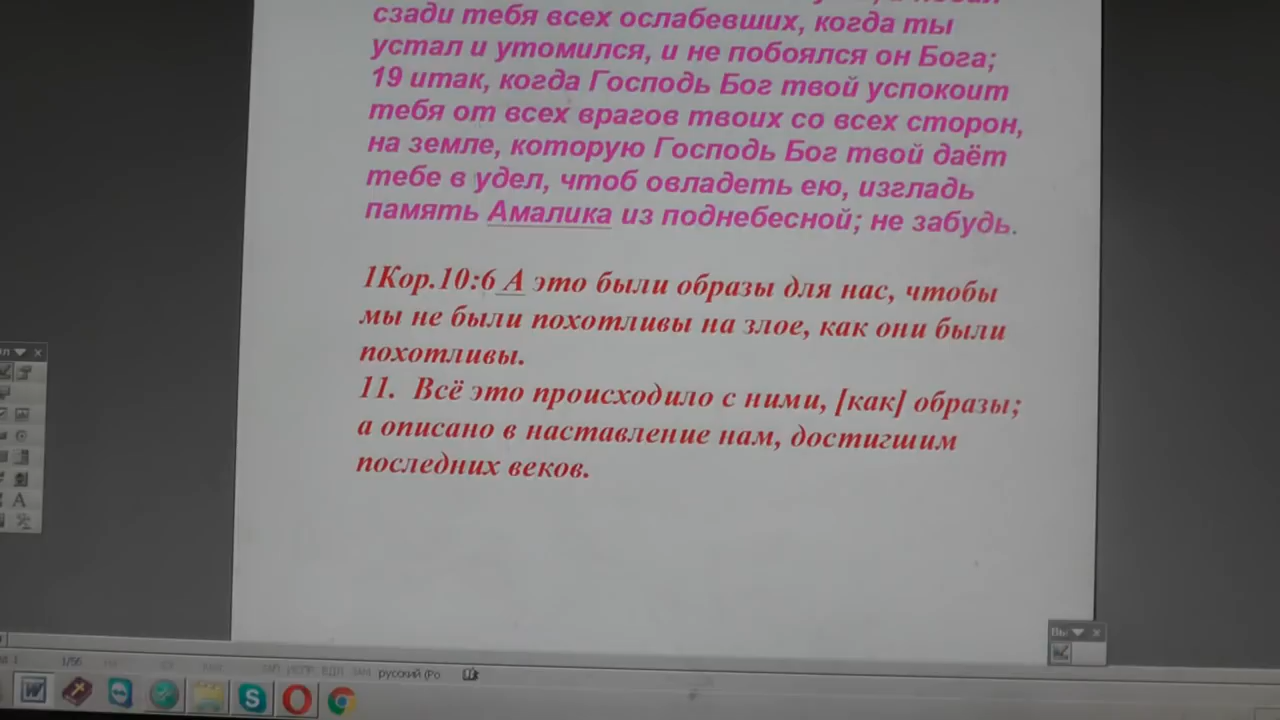 сзади тебя всех ослабевших, когда ты
устал и утомился, и не побоялся он Бога;
19 итак, когда Господь Бог твой успокоит
тебя от всех врагов твоих со всех сторон,
на земле, которую Господь Бог твой даёт
тебе в удел, чтоб овладеть ею, изгладь
память Амалика из поднебесной; не забудь.
1Кор.10:6 А это были образы для нас, чтобы
мы не были похотливы на злое, как они были
похотливы.
11. Всё это происходило с ними, [как] образы;
а описано в наставление нам, достигшим
последних веков.
1/56
русский (Ро